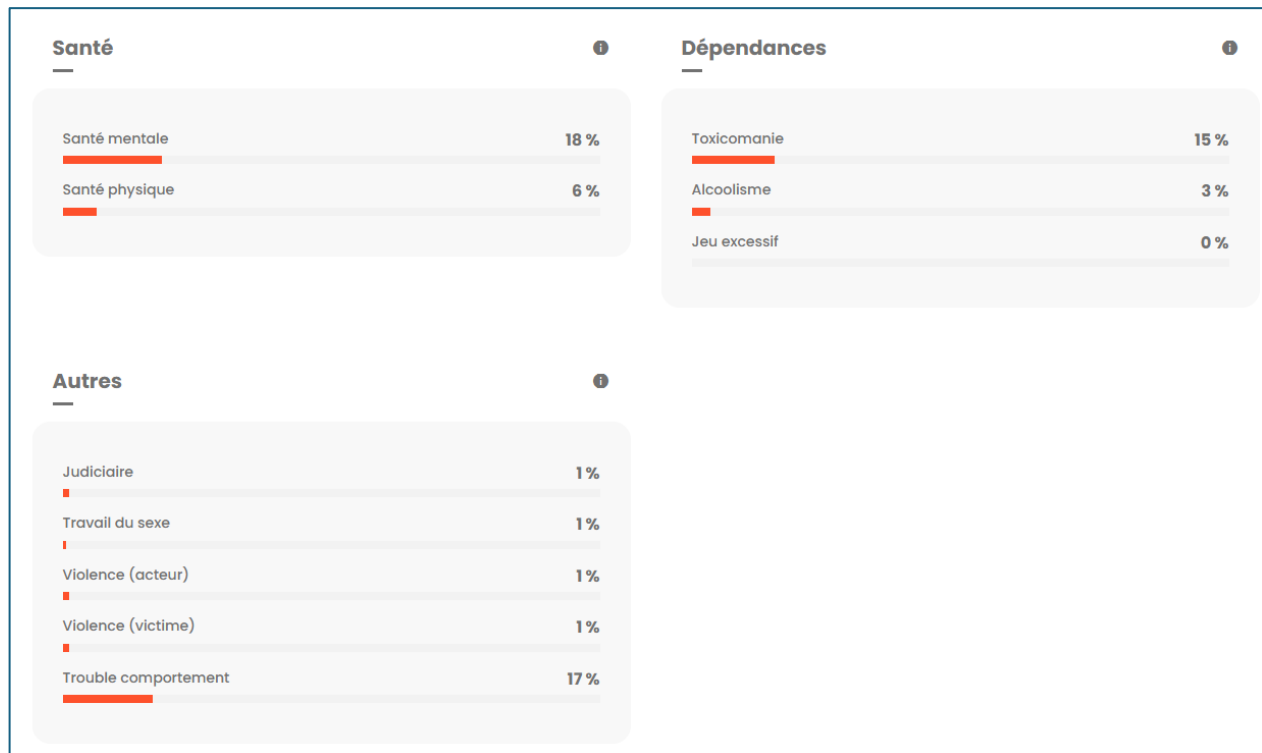 Santé
Santé mentale 18 %
Santé physique 6 %
Dépendances
Toxicomanie 15 %
Alcoolisme 3 %
Jeu excessif 0 %
Autres
Judiciaire 1 %
Travail du sexe 1 %
Violence (acteur) 1 %
Violence (victime) 1 %
Trouble comportement 17 %